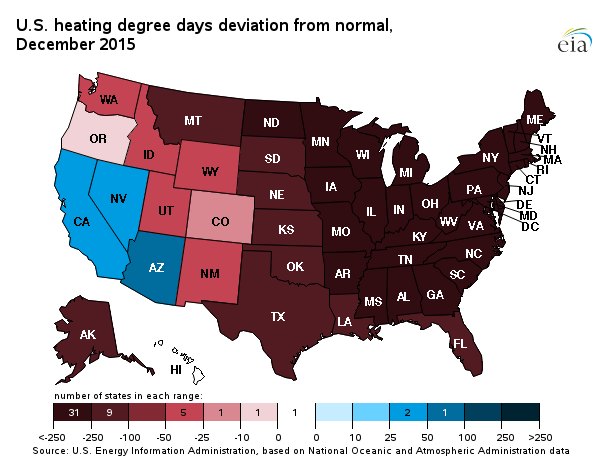 U.S. heating degree days deviation from normal,
December 2015
eia
WA
MT
ND
ME
OR
MN
VT
ID
WI
NH
SD
NY
MA
MI
RI
WY
CT
IA
PA
NJ
NE
OH
DE
NV
IL
IN
MD
UT
CO
WV
VA
DC
CA
KS
MO
KY
NC
TN
AZ
OK
NM
AR
SC
MS
AL
GA
TX
LA
AK
FL
HI
number of states in each range:
31 9 5 1 1 1 2 1
<-250 -250 -100 -50 -25 -10 0 0 10 25 50 100 250 >250
Source: U.S. Energy Information Administration, based on National Oceanic and Atmospheric Administration data